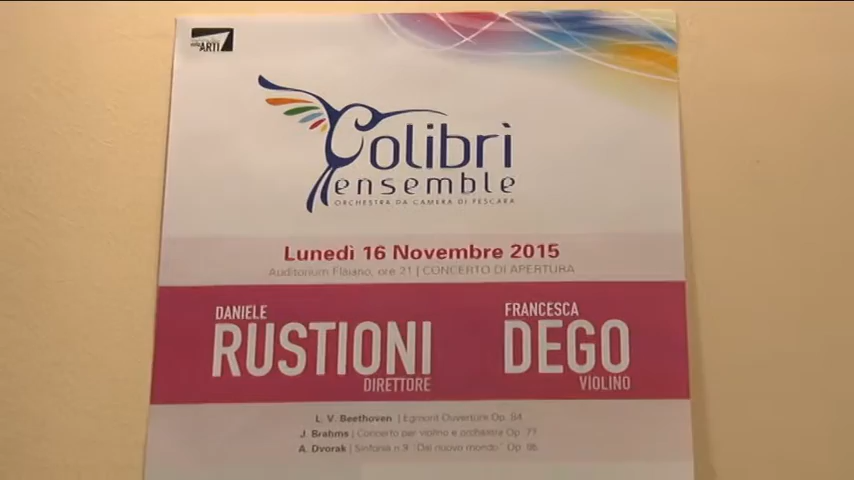 ARTI
Colibrì
ensemble
ORCHESTRA DA CAMERA DI PESCARA
Lunedì 16 Novembre 2015
Auditorium Flaiano, ore 21 | CONCERTO DI APERTURA
DANIELE
RUSTIONI
DIRETTORE
FRANCESCA
DEGO
VIOLINO
L. V. Beethoven | Egmont Ouverture Op. 84
J. Brahms | Concerto per violino e orchestra Op. 77
A. Dvorak | Sinfonia n.9 "Dal nuovo mondo" Op. 95